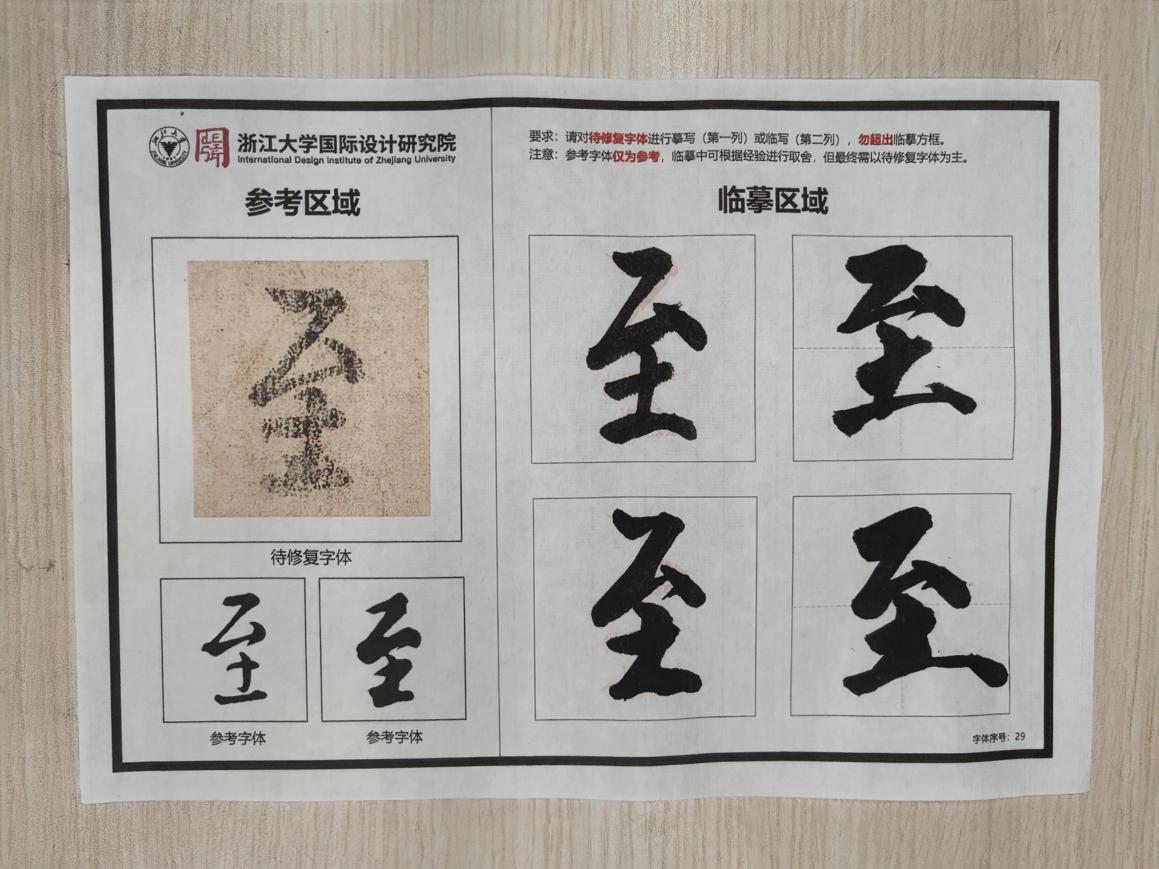 浙江大学国际设计研究院
International Design Institute of Zhejiang University
参考区域
至
待修复字体
至 至
参考字体 参考字体
要求：请对待修复字体进行摹写（第一列）或临写（第二列），勿超出临摹方框。
注意：参考字体仅为参考，临摹中可根据经验进行取舍，但最终需以待修复字体为主。
临摹区域
至 至
至 至
字体序号：29